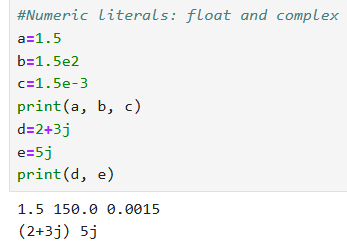 #Numeric literals: float and complex
a=1.5
b=1.5e2
c=1.5e-3
print(a, b, c)
d=2+3j
e=5j
print(d, e)
1.5 150.0 0.0015
(2+3j) 5j